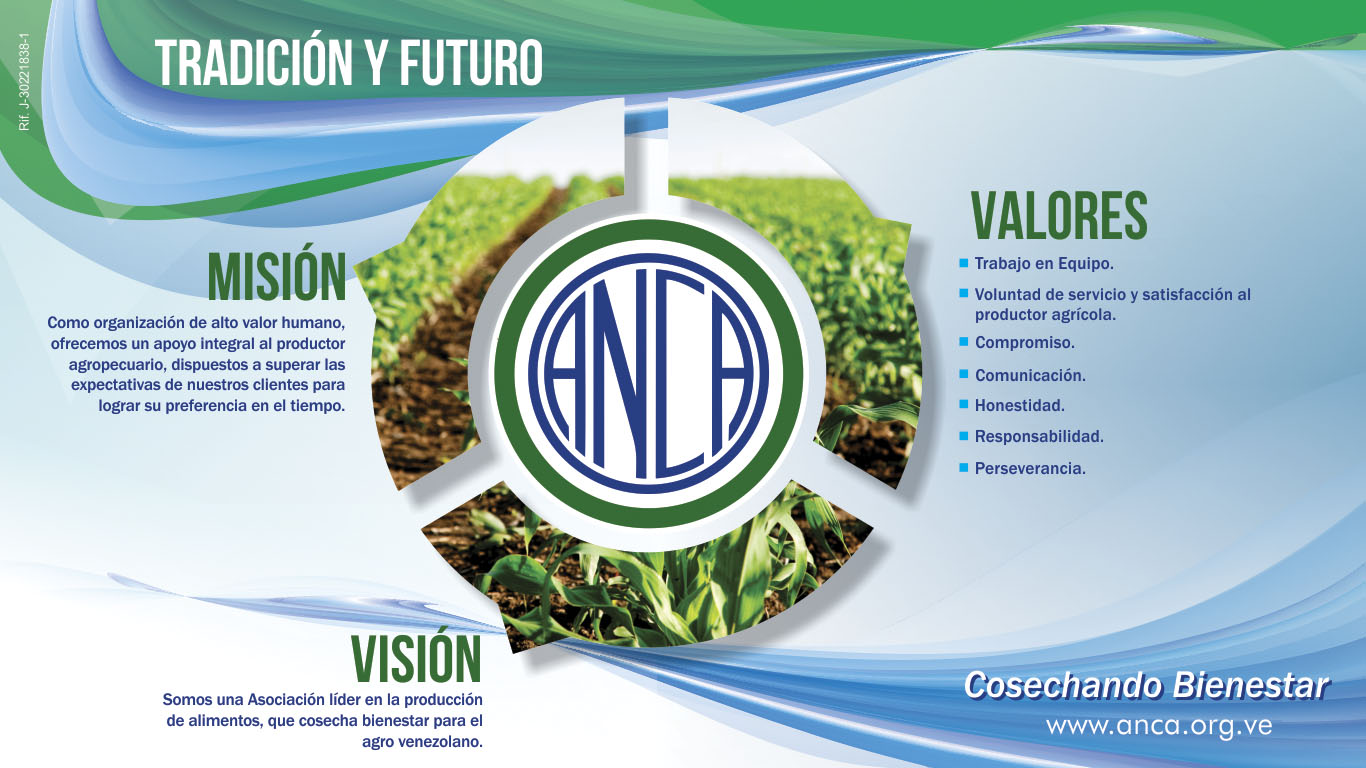 Rif. J-30221838-1
TRADICIÓN Y FUTURO
MISIÓN
Como organización de alto valor humano,
ofrecemos un apoyo integral al productor
agropecuario, dispuestos a superar las
expectativas de nuestros clientes para
lograr su preferencia en el tiempo.
ANCA
VALORES
Trabajo en Equipo.
Voluntad de servicio y satisfacción al
productor agrícola.
Compromiso.
Comunicación.
Honestidad.
Responsabilidad.
Perseverancia.
VISIÓN
Somos una Asociación líder en la producción
de alimentos, que cosecha bienestar para el
agro venezolano.
Cosechando Bienestar
www.anca.org.ve